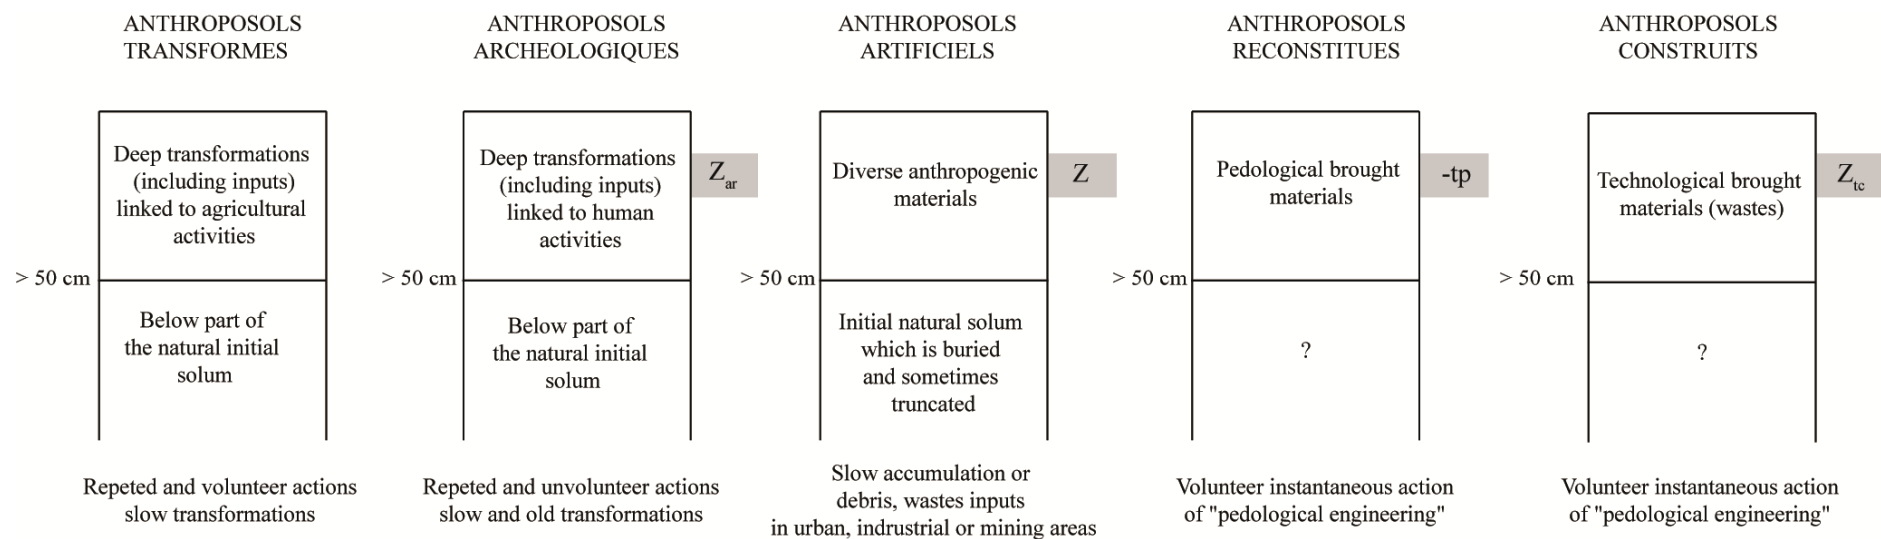 ANTHROPOSOLS
TRANSFORMES
Deep transformations
(including inputs)
linked to agricultural
activities
> 50 cm
Below part of
the natural initial
solum
Repeted and volunteer actions
slow transformations
ANTHROPOSOLS
ARCHEOLOGIQUES
Deep transformations
(including inputs)
linked to human
activities
Zar
> 50 cm
Below part of
the natural initial
solum
Repeted and unvolunteer actions
slow and old transformations
ANTHROPOSOLS
ARTIFICIELS
Diverse anthropogenic
materials
Z
> 50 cm
Initial natural solum
which is buried
and sometimes
truncated
Slow accumulation or
debris, wastes inputs
in urban, indrustrial or mining areas
ANTHROPOSOLS
RECONSTITUES
Pedological brought
materials
-tp
> 50 cm
?
Volunteer instantaneous action
of "pedological engineering"
ANTHROPOSOLS
CONSTRUITS
Technological brought
materials (wastes)
Ztc
> 50 cm
?
Volunteer instantaneous action
of "pedological engineering"